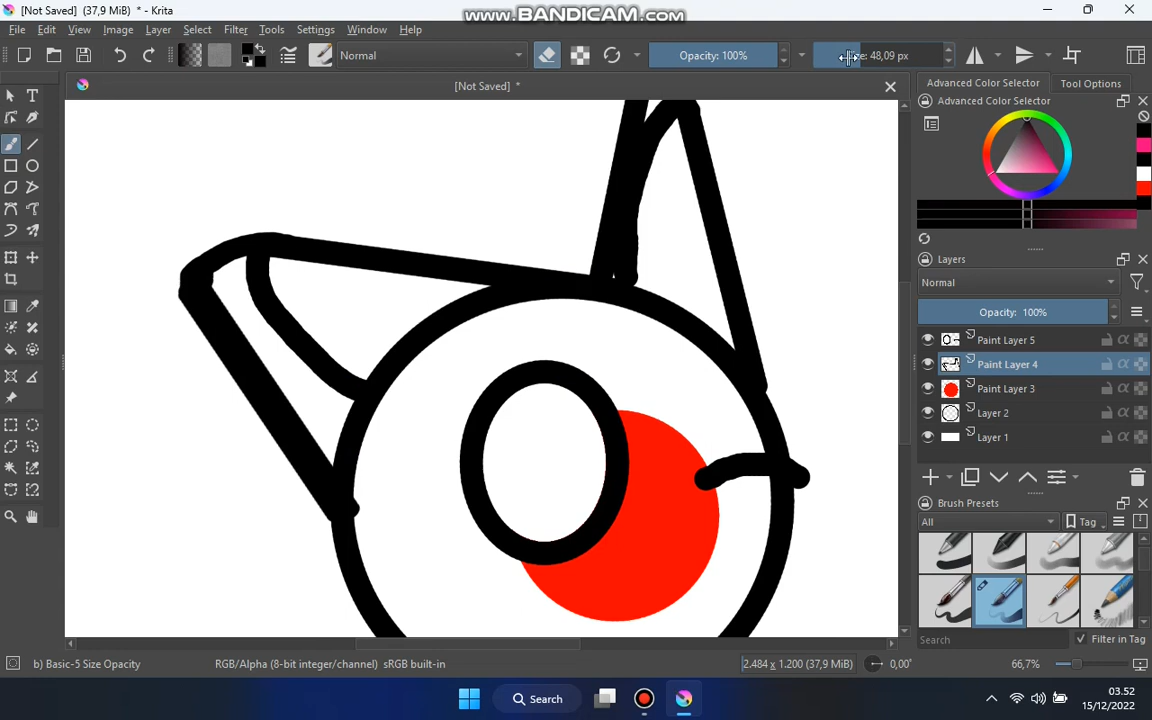 [Not Saved] (37,9 MiB) * - Krita
www.BANDICAM.com
File Edit View Image Layer Select Filter Tools Settings Window Help
Normal
Opacity: 100%
48,09 px
[Not Saved] *
Advanced Color Selector
Tool Options
Advanced Color Selector
Layers
Normal
Opacity: 100%
Paint Layer 5
Paint Layer 4
Paint Layer 3
Layer 2
Layer 1
Brush Presets
All
Tag
Search
Filter in Tag
b) Basic-5 Size Opacity
RGB/Alpha (8-bit integer/channel) sRGB built-in
2.484 x 1.200 (37,9 MiB)
0,00°
66,7%
Search
03.52
15/12/2022